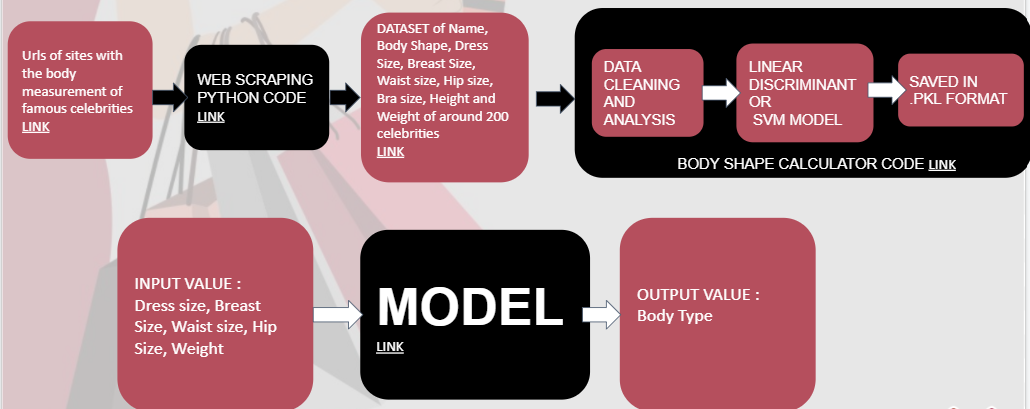 Urls of sites with
the body
measurement of
famous celebrities
LINK
WEB SCRAPING
PYTHON CODE
LINK
DATASET of Name,
Body Shape, Dress
Size, Breast Size,
Waist size, Hip size,
Bra size, Height and
Weight of around 200
celebrities
LINK
DATA
CLEANING
AND
ANALYSIS
LINEAR
DISCRIMINANT
OR
SVM MODEL
SAVED IN
.PKL FORMAT
BODY SHAPE CALCULATOR CODE LINK
INPUT VALUE :
Dress size, Breast
Size, Waist size, Hip
Size, Weight
MODEL
LINK
OUTPUT VALUE :
Body Type